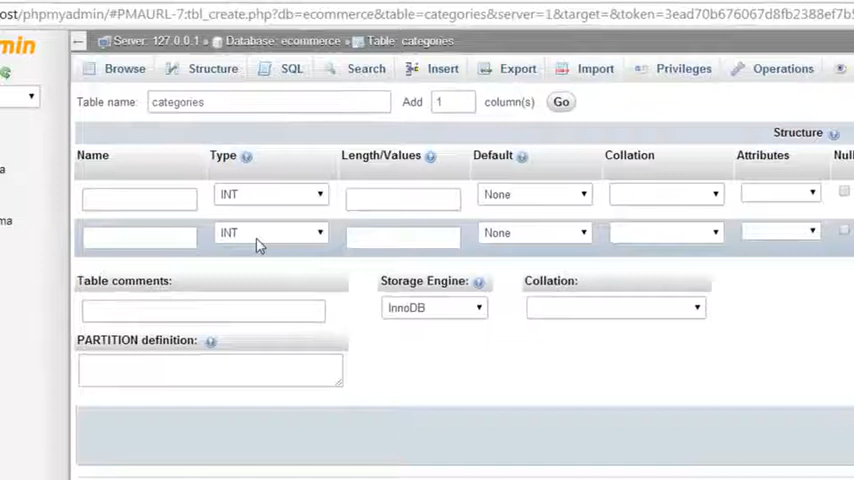 ost/phpmyadmin/#PMAURL-7:tbl_create.php?db=ecommerce&table=categories&server=1&target=&token=3ead70b676067d8fb2388ef7b5
min
Server: 127.0.0.1 » Database: ecommerce » Table: categories
Browse Structure SQL Search Insert Export Import Privileges Operations
Table name: categories Add 1 column(s) Go
Structure
Name Type Length/Values Default Collation Attributes Null
INT None
INT None
a
ma
Table comments: Storage Engine: Collation:
InnoDB
PARTITION definition: